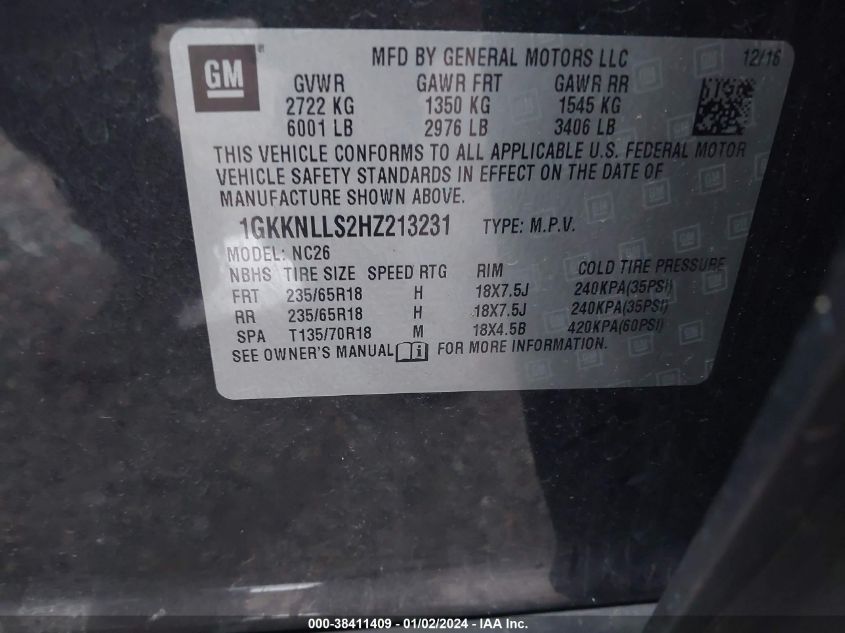 GM
MFD BY GENERAL MOTORS LLC 12/16
GVWR GAWR FRT GAWR RR
2722 KG 1350 KG 1545 KG
6001 LB 2976 LB 3406 LB
THIS VEHICLE CONFORMS TO ALL APPLICABLE U.S. FEDERAL MOTOR
VEHICLE SAFETY STANDARDS IN EFFECT ON THE DATE OF
MANUFACTURE SHOWN ABOVE.
1GKKNLLS2HZ213231 TYPE: M.P.V.
MODEL: NC26
NBHS TIRE SIZE SPEED RTG RIM COLD TIRE PRESSURE
FRT 235/65R18 H 18X7.5J 240KPA(35PSI)
RR 235/65R18 H 18X7.5J 240KPA(35PSI)
SPA T135/70R18 M 18X4.5B 420KPA(60PSI)
SEE OWNER'S MANUAL FOR MORE INFORMATION.
000-38411409 - 01/02/2024 - © IAA Inc.